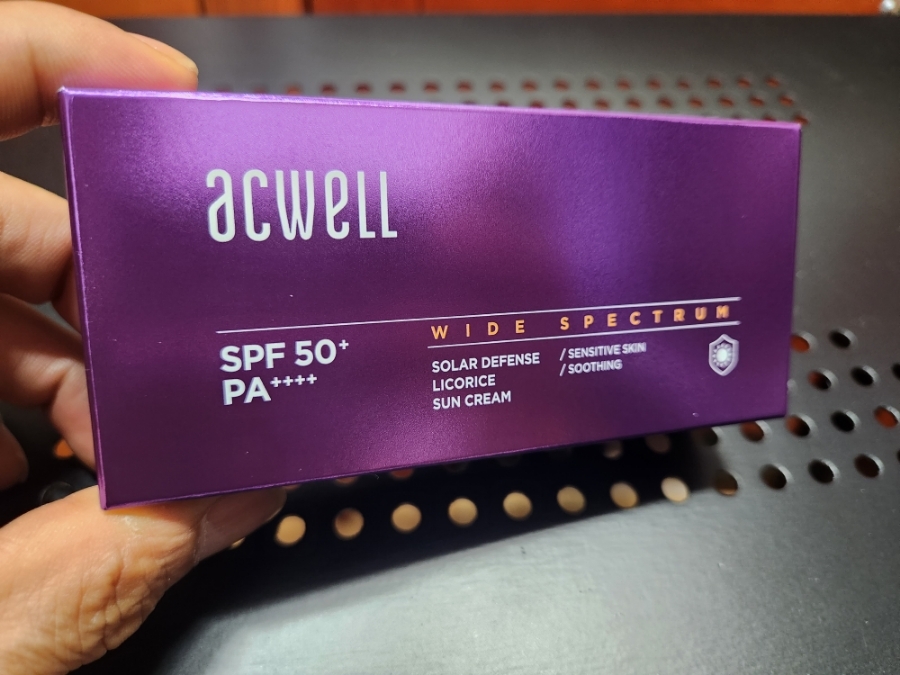 acwell
WIDE SPECTRUM
SPF 50+
PA++++
SOLAR DEFENSE
LICORICE
SUN CREAM
/ SENSITIVE SKIN
/ SOOTHING